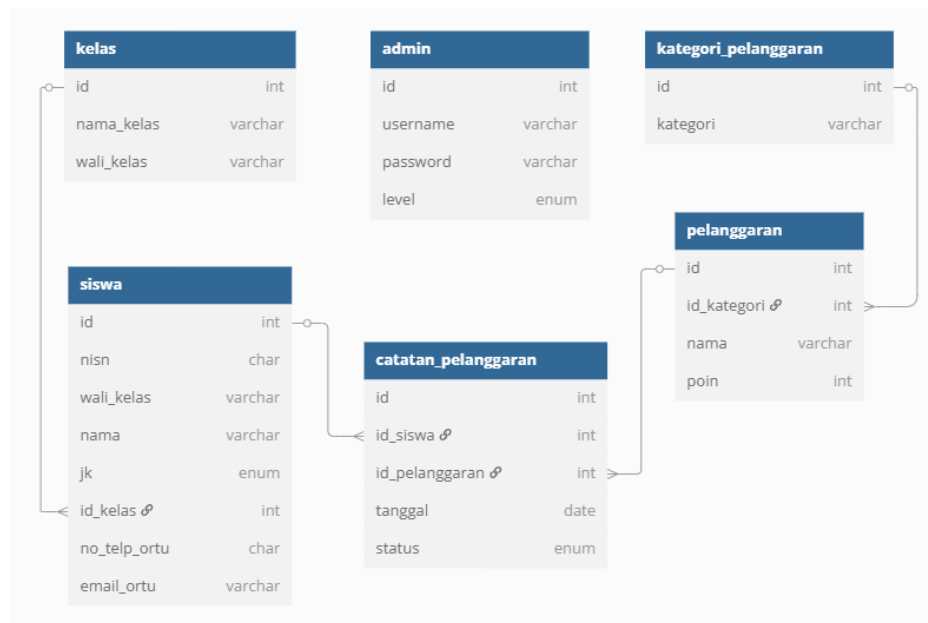 kelas
id int
nama_kelas varchar
wali_kelas varchar
admin
id int
username varchar
password varchar
level enum
kategori_pelanggaran
id int
kategori varchar
pelanggaran
id int
id_kategori int
nama varchar
poin int
siswa
id int
nisn char
wali_kelas varchar
nama varchar
jk enum
id_kelas int
no_telp_ortu char
email_ortu varchar
catatan_pelanggaran
id int
id_siswa int
id_pelanggaran int
tanggal date
status enum